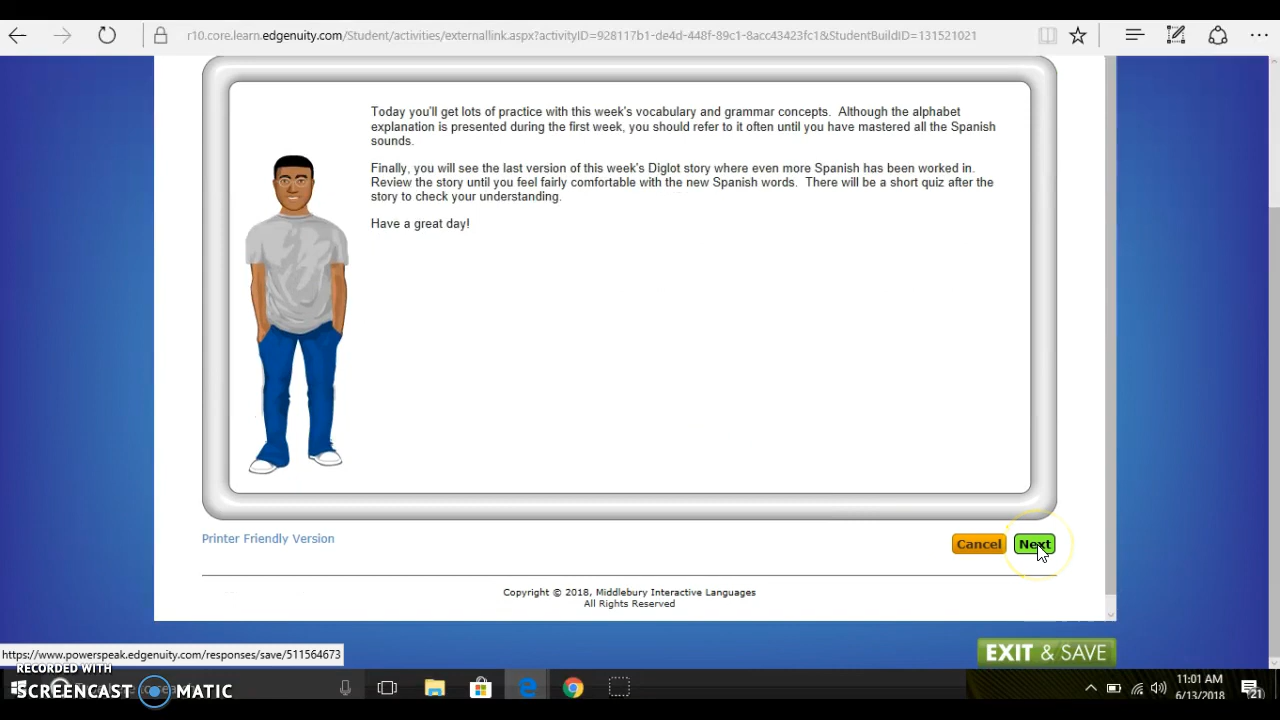 r10.core.learn.edgenuity.com/Student/activities/externallink.aspx?activityID=928117b1-de4d-448f-89c1-8acc43423fc1&StudentBuildID=131521021
Today you'll get lots of practice with this week's vocabulary and grammar concepts.  Although the alphabet
explanation is presented during the first week, you should refer to it often until you have mastered all the Spanish
sounds.
Finally, you will see the last version of this week's Diglot story where even more Spanish has been worked in.
Review the story until you feel fairly comfortable with the new Spanish words.  There will be a short quiz after the
story to check your understanding.
Have a great day!
Printer Friendly Version
Cancel
Next
Copyright © 2018, Middlebury Interactive Languages
All Rights Reserved
https://www.powerspeak.edgenuity.com/responses/save/511564673
EXIT & SAVE
RECORDED WITH
SCREENCAST MATIC
11:01 AM
6/13/2018
21